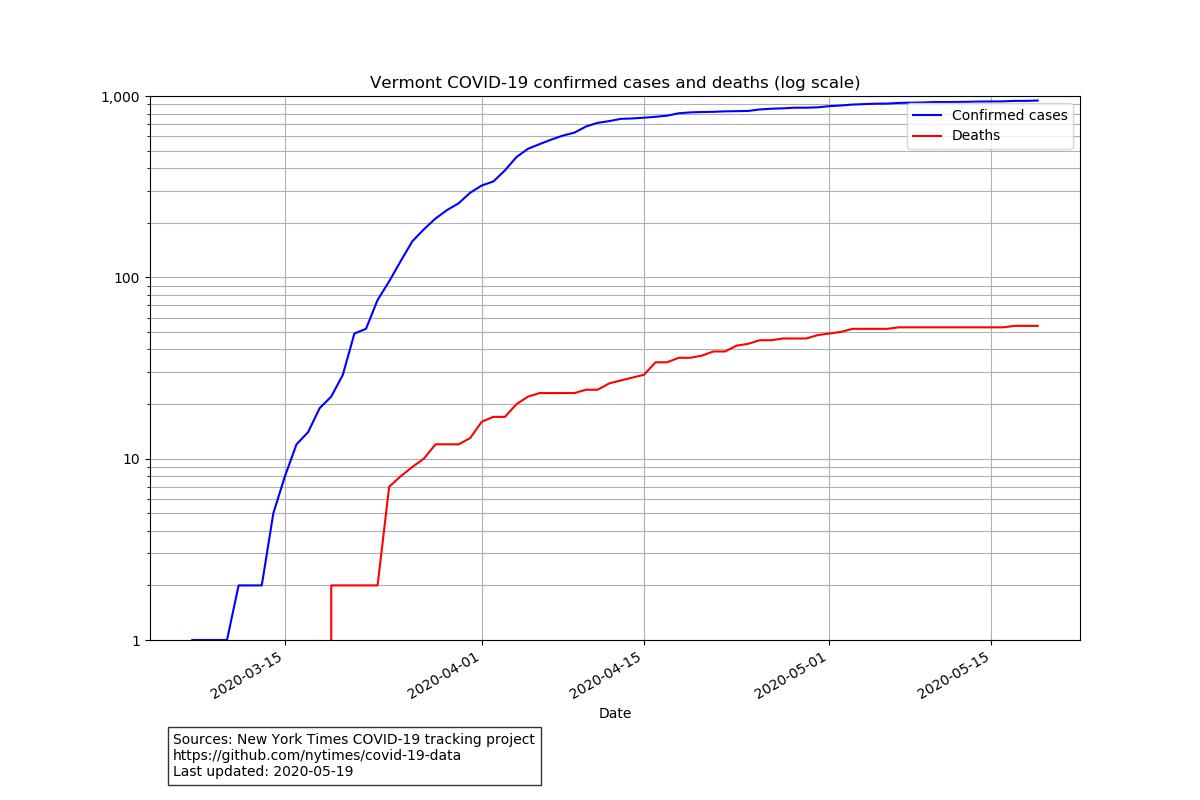 Vermont COVID-19 confirmed cases and deaths (log scale)
1,000
100
10
1
Confirmed cases
Deaths
2020-03-15
2020-04-01
2020-04-15
2020-05-01
2020-05-15
Date
Sources: New York Times COVID-19 tracking project
https://github.com/nytimes/covid-19-data
Last updated: 2020-05-19